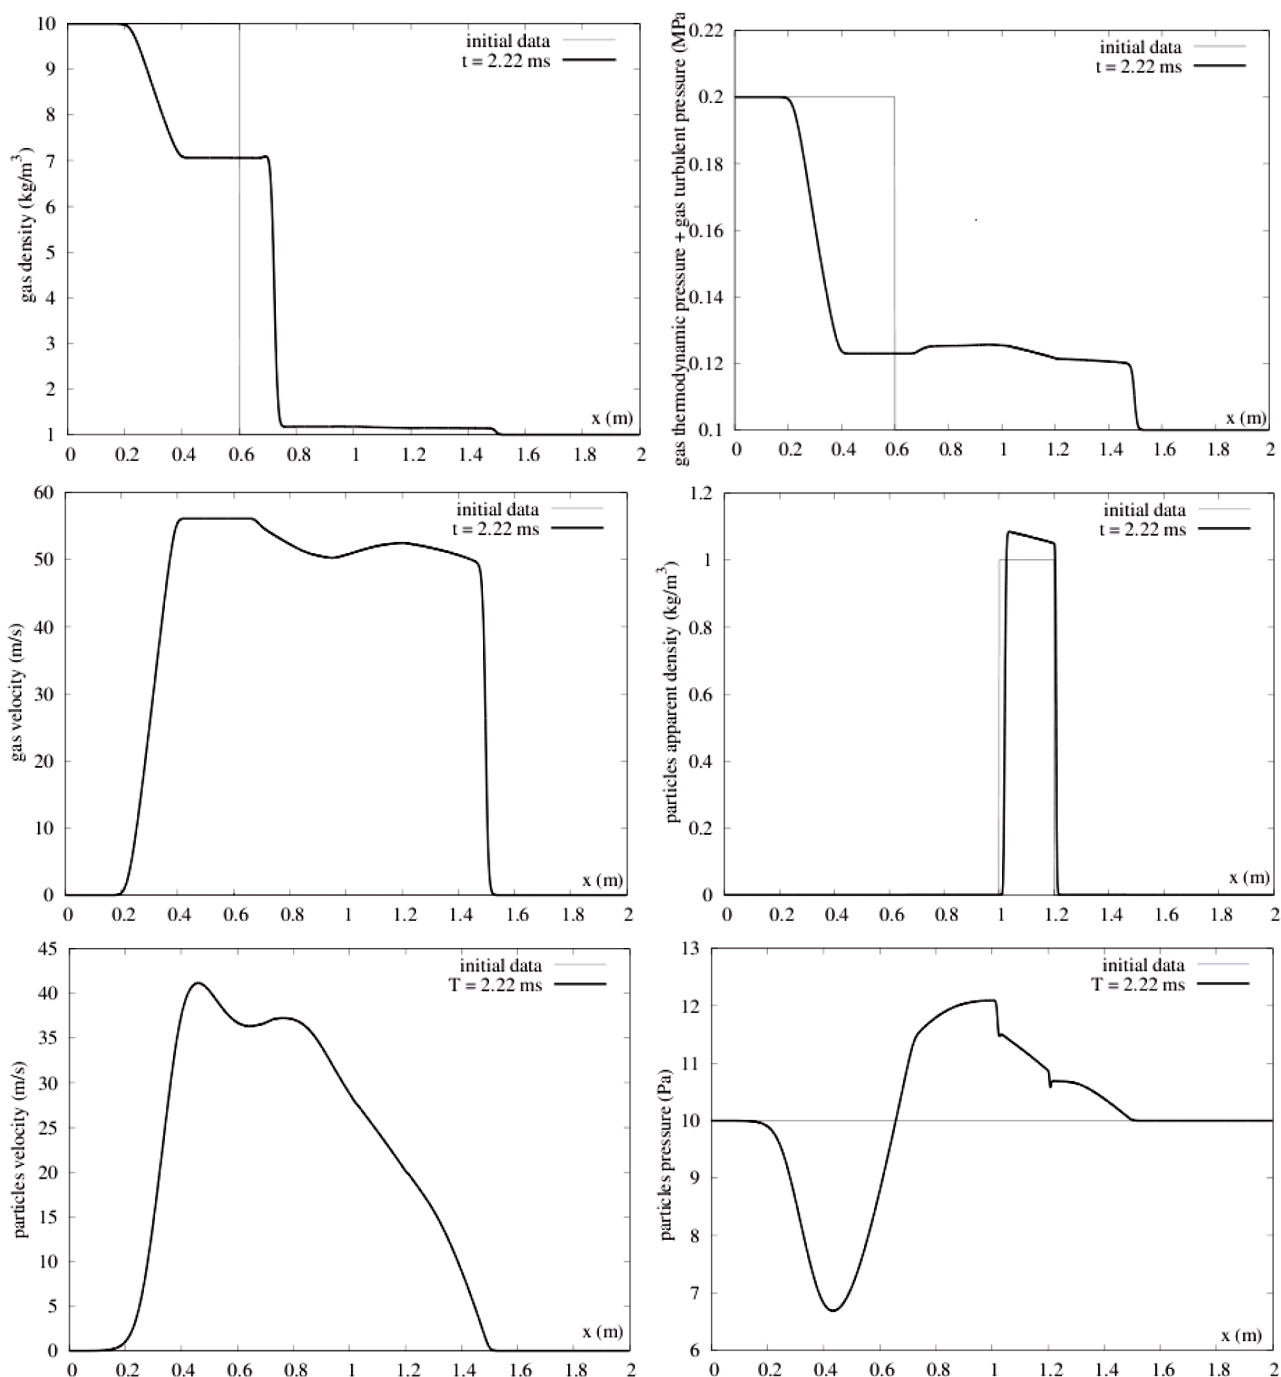 initial data
t = 2.22 ms
gas density (kg/m3)
10
9
8
7
6
5
4
3
2
1
x (m)
0 0.2 0.4 0.6 0.8 1 1.2 1.4 1.6 1.8 2
initial data
t = 2.22 ms
gas thermodynamic pressure + gas turbulent pressure (MPa
0.22
0.2
0.18
0.16
0.14
0.12
0.1
x (m)
0 0.2 0.4 0.6 0.8 1 1.2 1.4 1.6 1.8 2
initial data
t = 2.22 ms
gas velocity (m/s)
60
50
40
30
20
10
0
x (m)
0 0.2 0.4 0.6 0.8 1 1.2 1.4 1.6 1.8 2
initial data
t = 2.22 ms
particles apparent density (kg/m3)
1.2
1
0.8
0.6
0.4
0.2
0
x (m)
0 0.2 0.4 0.6 0.8 1 1.2 1.4 1.6 1.8 2
initial data
T = 2.22 ms
particles velocity (m/s)
45
40
35
30
25
20
15
10
5
0
x (m)
0 0.2 0.4 0.6 0.8 1 1.2 1.4 1.6 1.8 2
initial data
T = 2.22 ms
particles pressure (Pa)
13
12
11
10
9
8
7
6
x (m)
0 0.2 0.4 0.6 0.8 1 1.2 1.4 1.6 1.8 2